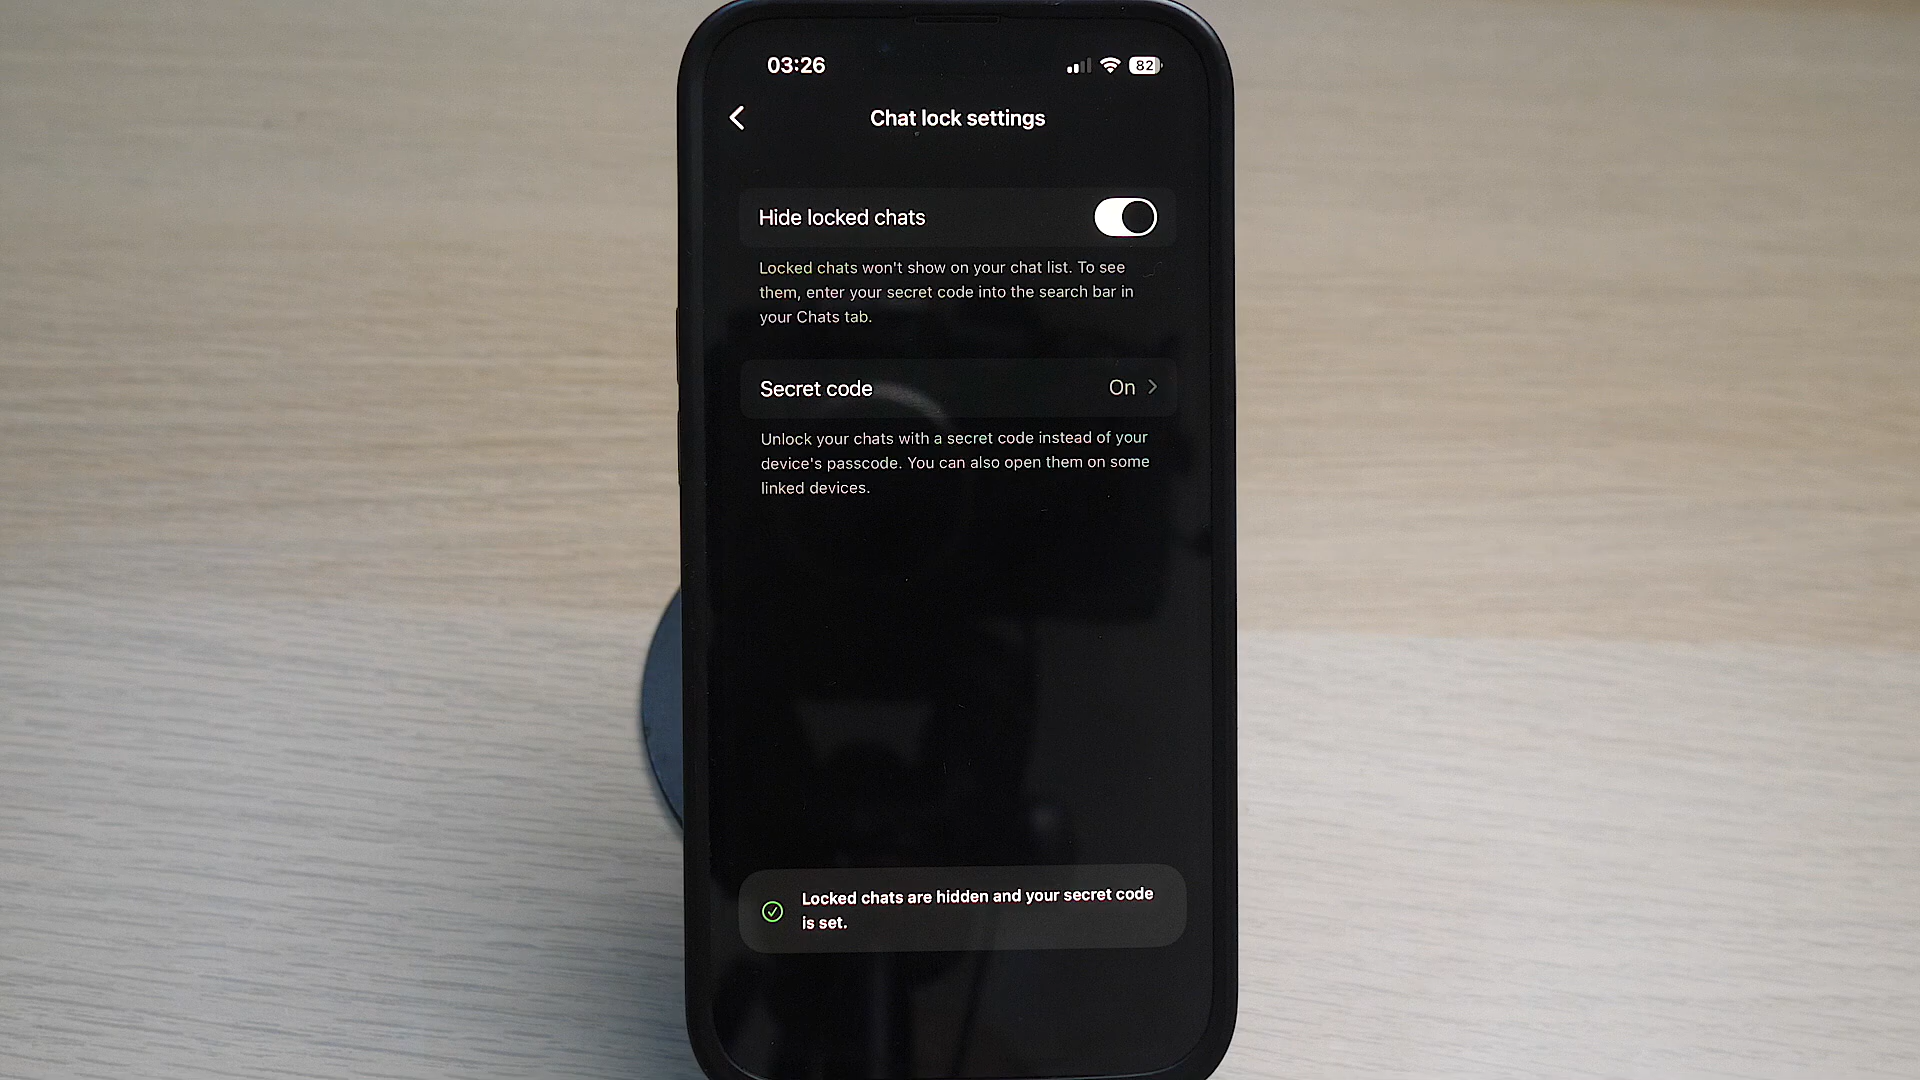 03:26
82
Chat lock settings
Hide locked chats
Locked chats won't show on your chat list. To see
them, enter your secret code into the search bar in
your Chats tab.
Secret code
On
Unlock your chats with a secret code instead of your
device's passcode. You can also open them on some
linked devices.
Locked chats are hidden and your secret code
is set.